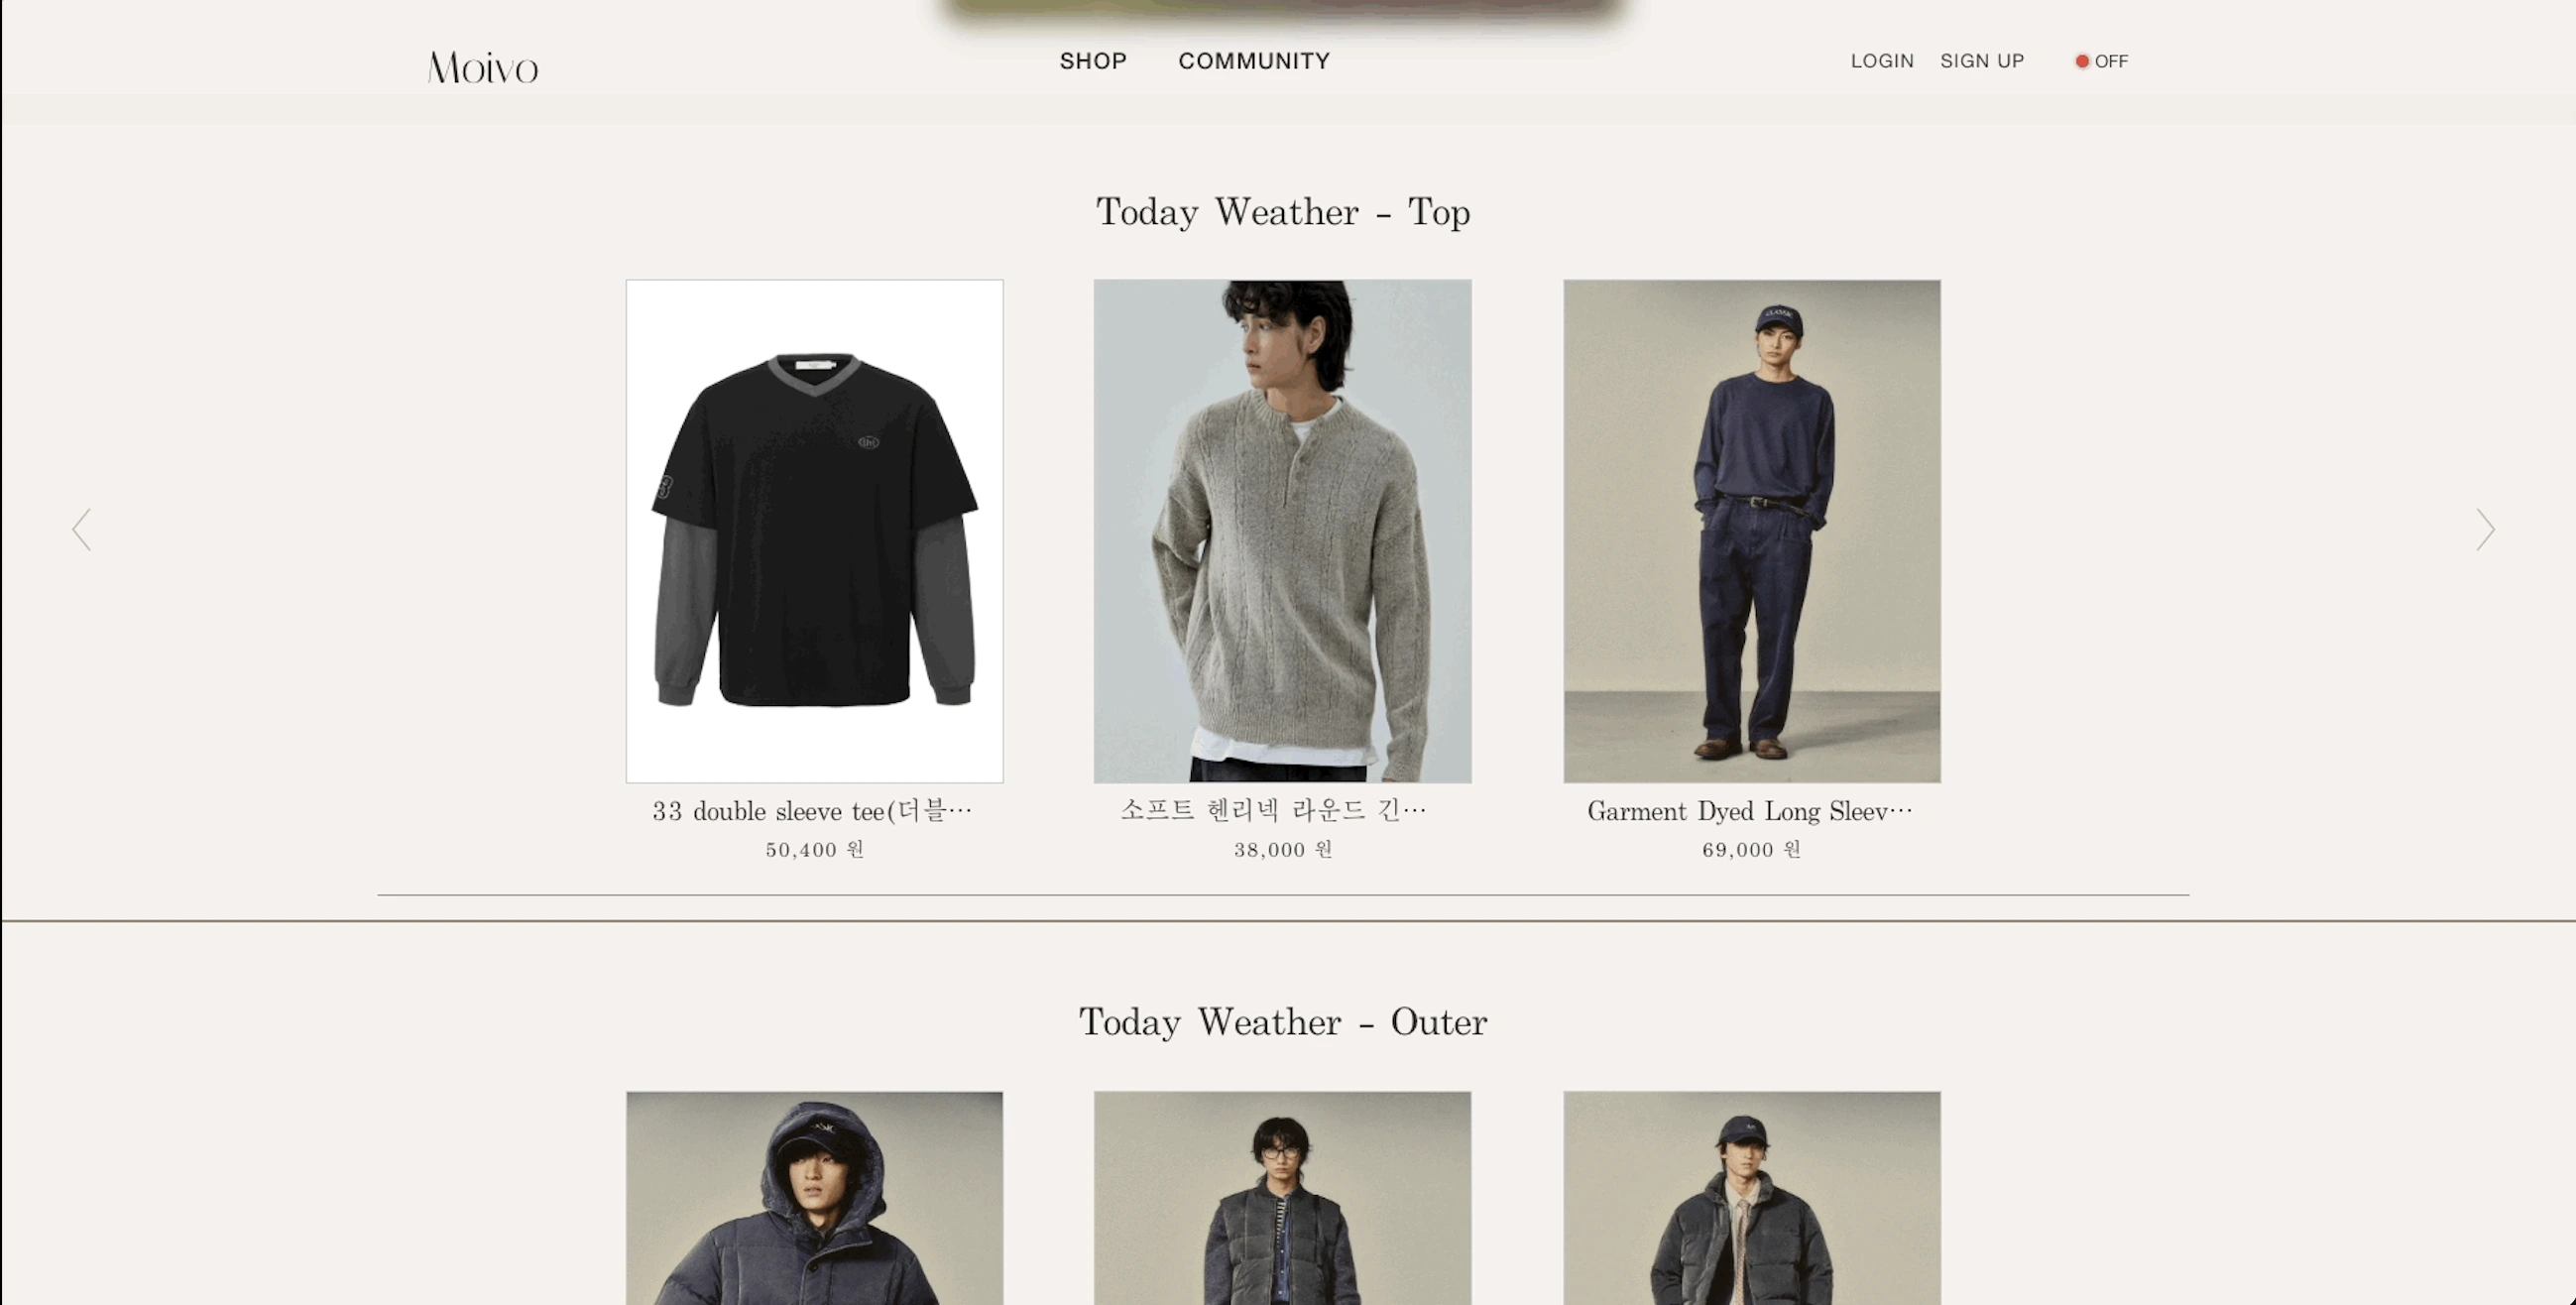 Moivo
SHOP COMMUNITY
LOGIN SIGN UP OFF
Today Weather - Top
CLASSIC
33
33 double sleeve tee(더블…
소프트 헨리넥 라운드 긴…
Garment Dyed Long Sleev…
50,400 원
38,000 원
69,000 원
Today Weather - Outer